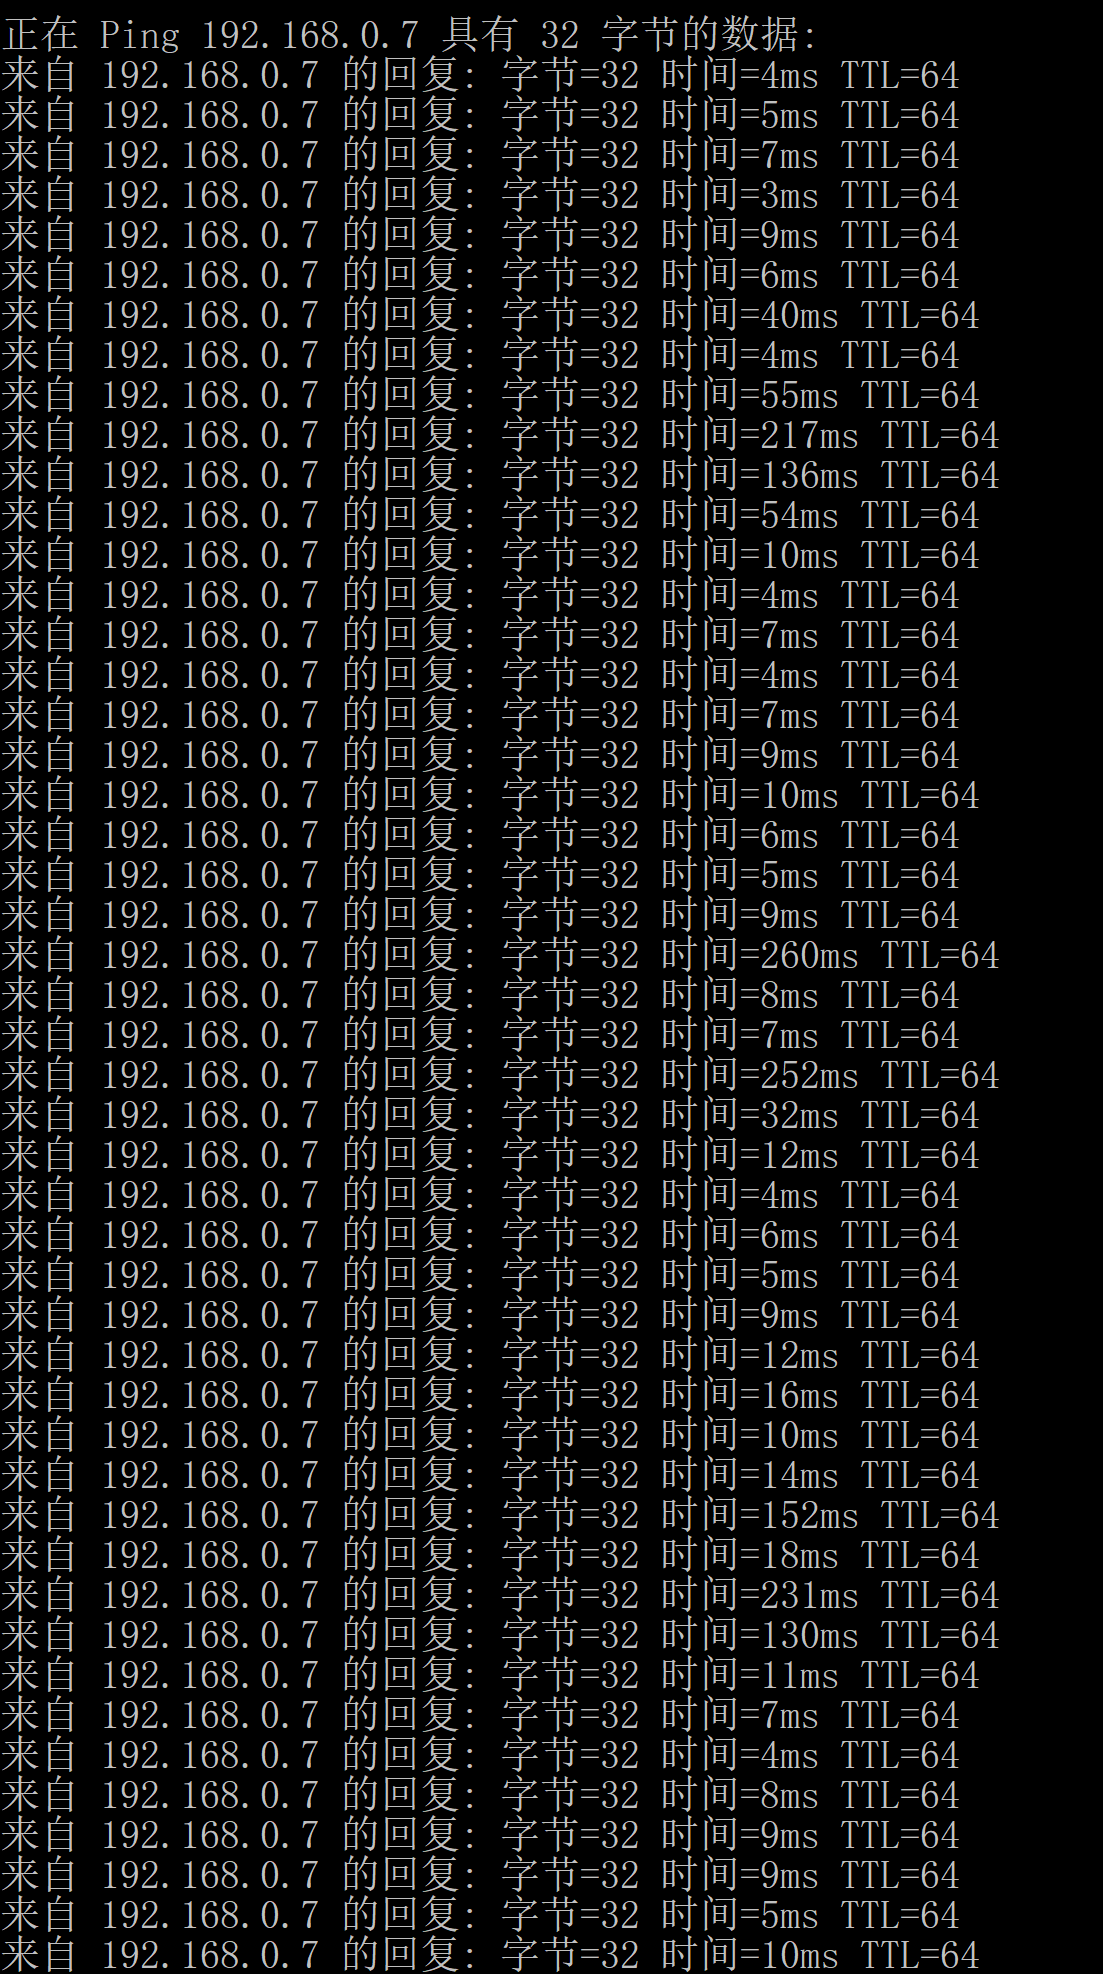 正在 Ping 192.168.0.7 具有 32 字节的数据:
来自 192.168.0.7 的回复: 字节=32 时间=4ms TTL=64
来自 192.168.0.7 的回复: 字节=32 时间=5ms TTL=64
来自 192.168.0.7 的回复: 字节=32 时间=7ms TTL=64
来自 192.168.0.7 的回复: 字节=32 时间=3ms TTL=64
来自 192.168.0.7 的回复: 字节=32 时间=9ms TTL=64
来自 192.168.0.7 的回复: 字节=32 时间=6ms TTL=64
来自 192.168.0.7 的回复: 字节=32 时间=40ms TTL=64
来自 192.168.0.7 的回复: 字节=32 时间=4ms TTL=64
来自 192.168.0.7 的回复: 字节=32 时间=55ms TTL=64
来自 192.168.0.7 的回复: 字节=32 时间=217ms TTL=64
来自 192.168.0.7 的回复: 字节=32 时间=136ms TTL=64
来自 192.168.0.7 的回复: 字节=32 时间=54ms TTL=64
来自 192.168.0.7 的回复: 字节=32 时间=10ms TTL=64
来自 192.168.0.7 的回复: 字节=32 时间=4ms TTL=64
来自 192.168.0.7 的回复: 字节=32 时间=7ms TTL=64
来自 192.168.0.7 的回复: 字节=32 时间=4ms TTL=64
来自 192.168.0.7 的回复: 字节=32 时间=7ms TTL=64
来自 192.168.0.7 的回复: 字节=32 时间=9ms TTL=64
来自 192.168.0.7 的回复: 字节=32 时间=10ms TTL=64
来自 192.168.0.7 的回复: 字节=32 时间=6ms TTL=64
来自 192.168.0.7 的回复: 字节=32 时间=5ms TTL=64
来自 192.168.0.7 的回复: 字节=32 时间=9ms TTL=64
来自 192.168.0.7 的回复: 字节=32 时间=260ms TTL=64
来自 192.168.0.7 的回复: 字节=32 时间=8ms TTL=64
来自 192.168.0.7 的回复: 字节=32 时间=7ms TTL=64
来自 192.168.0.7 的回复: 字节=32 时间=252ms TTL=64
来自 192.168.0.7 的回复: 字节=32 时间=32ms TTL=64
来自 192.168.0.7 的回复: 字节=32 时间=12ms TTL=64
来自 192.168.0.7 的回复: 字节=32 时间=4ms TTL=64
来自 192.168.0.7 的回复: 字节=32 时间=6ms TTL=64
来自 192.168.0.7 的回复: 字节=32 时间=5ms TTL=64
来自 192.168.0.7 的回复: 字节=32 时间=9ms TTL=64
来自 192.168.0.7 的回复: 字节=32 时间=12ms TTL=64
来自 192.168.0.7 的回复: 字节=32 时间=16ms TTL=64
来自 192.168.0.7 的回复: 字节=32 时间=10ms TTL=64
来自 192.168.0.7 的回复: 字节=32 时间=14ms TTL=64
来自 192.168.0.7 的回复: 字节=32 时间=152ms TTL=64
来自 192.168.0.7 的回复: 字节=32 时间=18ms TTL=64
来自 192.168.0.7 的回复: 字节=32 时间=231ms TTL=64
来自 192.168.0.7 的回复: 字节=32 时间=130ms TTL=64
来自 192.168.0.7 的回复: 字节=32 时间=11ms TTL=64
来自 192.168.0.7 的回复: 字节=32 时间=7ms TTL=64
来自 192.168.0.7 的回复: 字节=32 时间=4ms TTL=64
来自 192.168.0.7 的回复: 字节=32 时间=8ms TTL=64
来自 192.168.0.7 的回复: 字节=32 时间=9ms TTL=64
来自 192.168.0.7 的回复: 字节=32 时间=9ms TTL=64
来自 192.168.0.7 的回复: 字节=32 时间=5ms TTL=64
来自 192.168.0.7 的回复: 字节=32 时间=10ms TTL=64